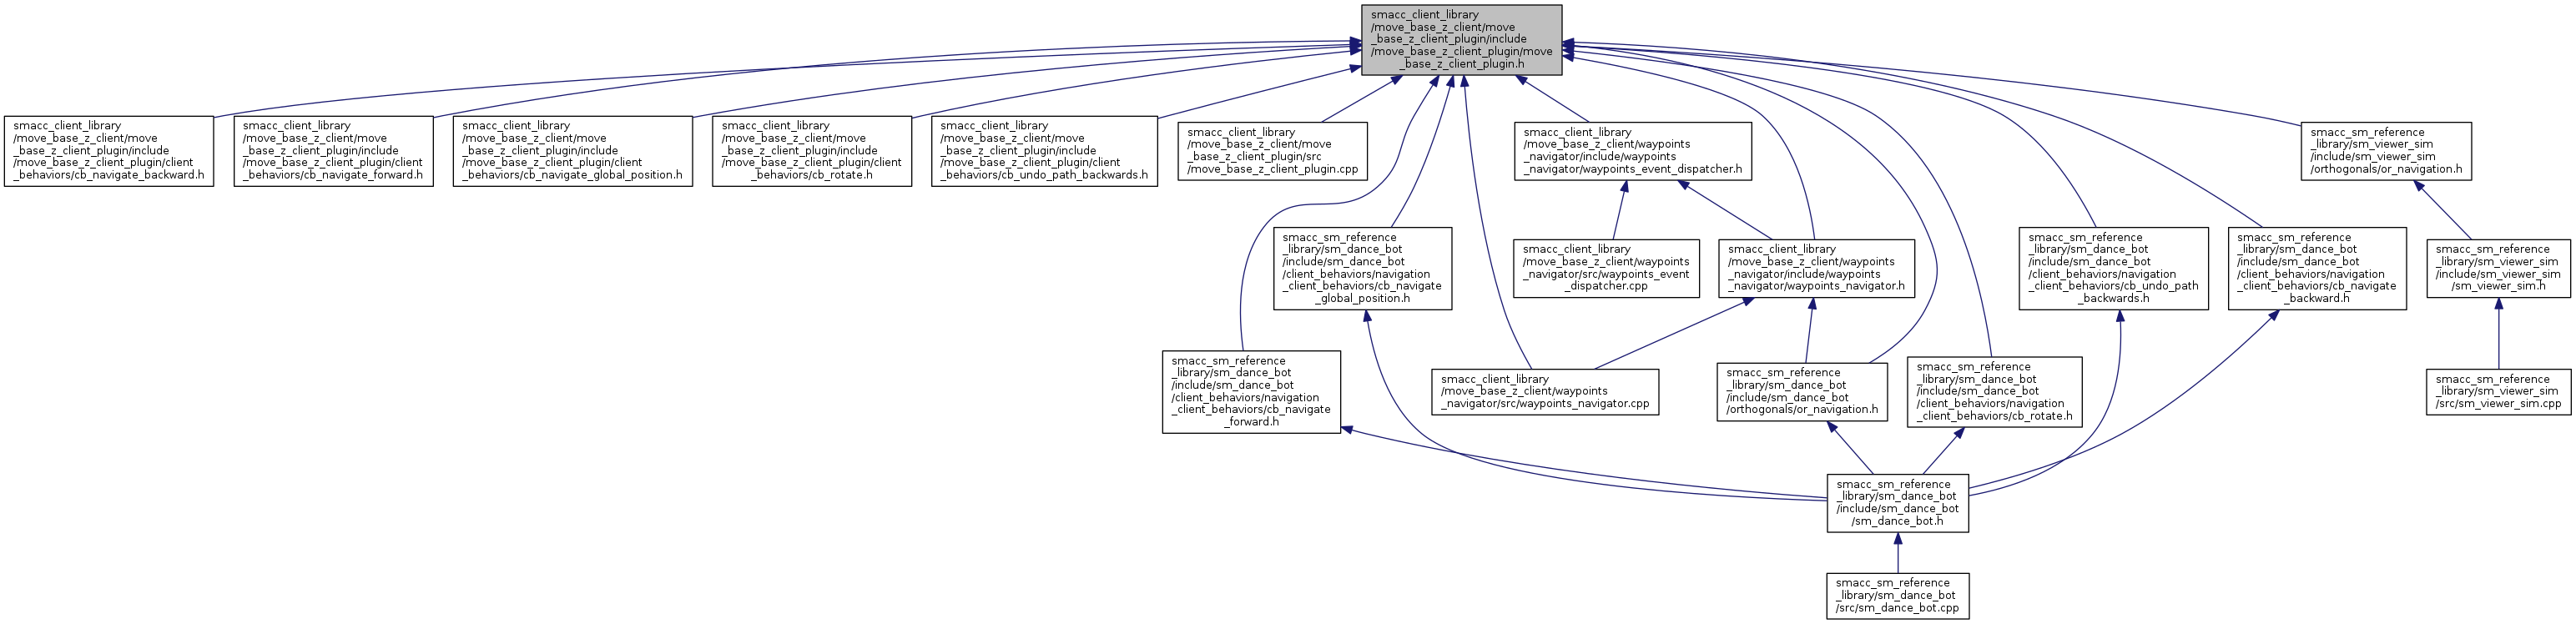 smacc_client_library
/move_base_z_client/move
_base_z_client_plugin/include
/move_base_z_client_plugin/move
_base_z_client_plugin.h
smacc_client_library
/move_base_z_client/move
_base_z_client_plugin/include
/move_base_z_client_plugin/client
_behaviors/cb_navigate_backward.h
smacc_client_library
/move_base_z_client/move
_base_z_client_plugin/include
/move_base_z_client_plugin/client
_behaviors/cb_navigate_forward.h
smacc_client_library
/move_base_z_client/move
_base_z_client_plugin/include
/move_base_z_client_plugin/client
_behaviors/cb_navigate_global_position.h
smacc_client_library
/move_base_z_client/move
_base_z_client_plugin/include
/move_base_z_client_plugin/client
_behaviors/cb_rotate.h
smacc_client_library
/move_base_z_client/move
_base_z_client_plugin/include
/move_base_z_client_plugin/client
_behaviors/cb_undo_path_backwards.h
smacc_client_library
/move_base_z_client/move
_base_z_client_plugin/src
/move_base_z_client_plugin.cpp
smacc_client_library
/move_base_z_client/waypoints
_navigator/include/waypoints
_navigator/waypoints_event_dispatcher.h
smacc_sm_reference
_library/sm_viewer_sim
/include/sm_viewer_sim
/orthogonals/or_navigation.h
smacc_sm_reference
_library/sm_dance_bot
/include/sm_dance_bot
/client_behaviors/navigation
_client_behaviors/cb_navigate
_global_position.h
smacc_client_library
/move_base_z_client/waypoints
_navigator/src/waypoints_event
_dispatcher.cpp
smacc_client_library
/move_base_z_client/waypoints
_navigator/include/waypoints
_navigator/waypoints_navigator.h
smacc_sm_reference
_library/sm_dance_bot
/include/sm_dance_bot
/client_behaviors/navigation
_client_behaviors/cb_undo_path
_backwards.h
smacc_sm_reference
_library/sm_dance_bot
/include/sm_dance_bot
/client_behaviors/navigation
_client_behaviors/cb_navigate
_backward.h
smacc_sm_reference
_library/sm_viewer_sim
/include/sm_viewer_sim
/sm_viewer_sim.h
smacc_sm_reference
_library/sm_dance_bot
/include/sm_dance_bot
/client_behaviors/navigation
_client_behaviors/cb_navigate
_forward.h
smacc_client_library
/move_base_z_client/waypoints
_navigator/src/waypoints_navigator.cpp
smacc_sm_reference
_library/sm_dance_bot
/include/sm_dance_bot
/orthogonals/or_navigation.h
smacc_sm_reference
_library/sm_dance_bot
/include/sm_dance_bot
/client_behaviors/navigation
_client_behaviors/cb_rotate.h
smacc_sm_reference
_library/sm_viewer_sim
/src/sm_viewer_sim.cpp
smacc_sm_reference
_library/sm_dance_bot
/include/sm_dance_bot
/sm_dance_bot.h
smacc_sm_reference
_library/sm_dance_bot
/src/sm_dance_bot.cpp